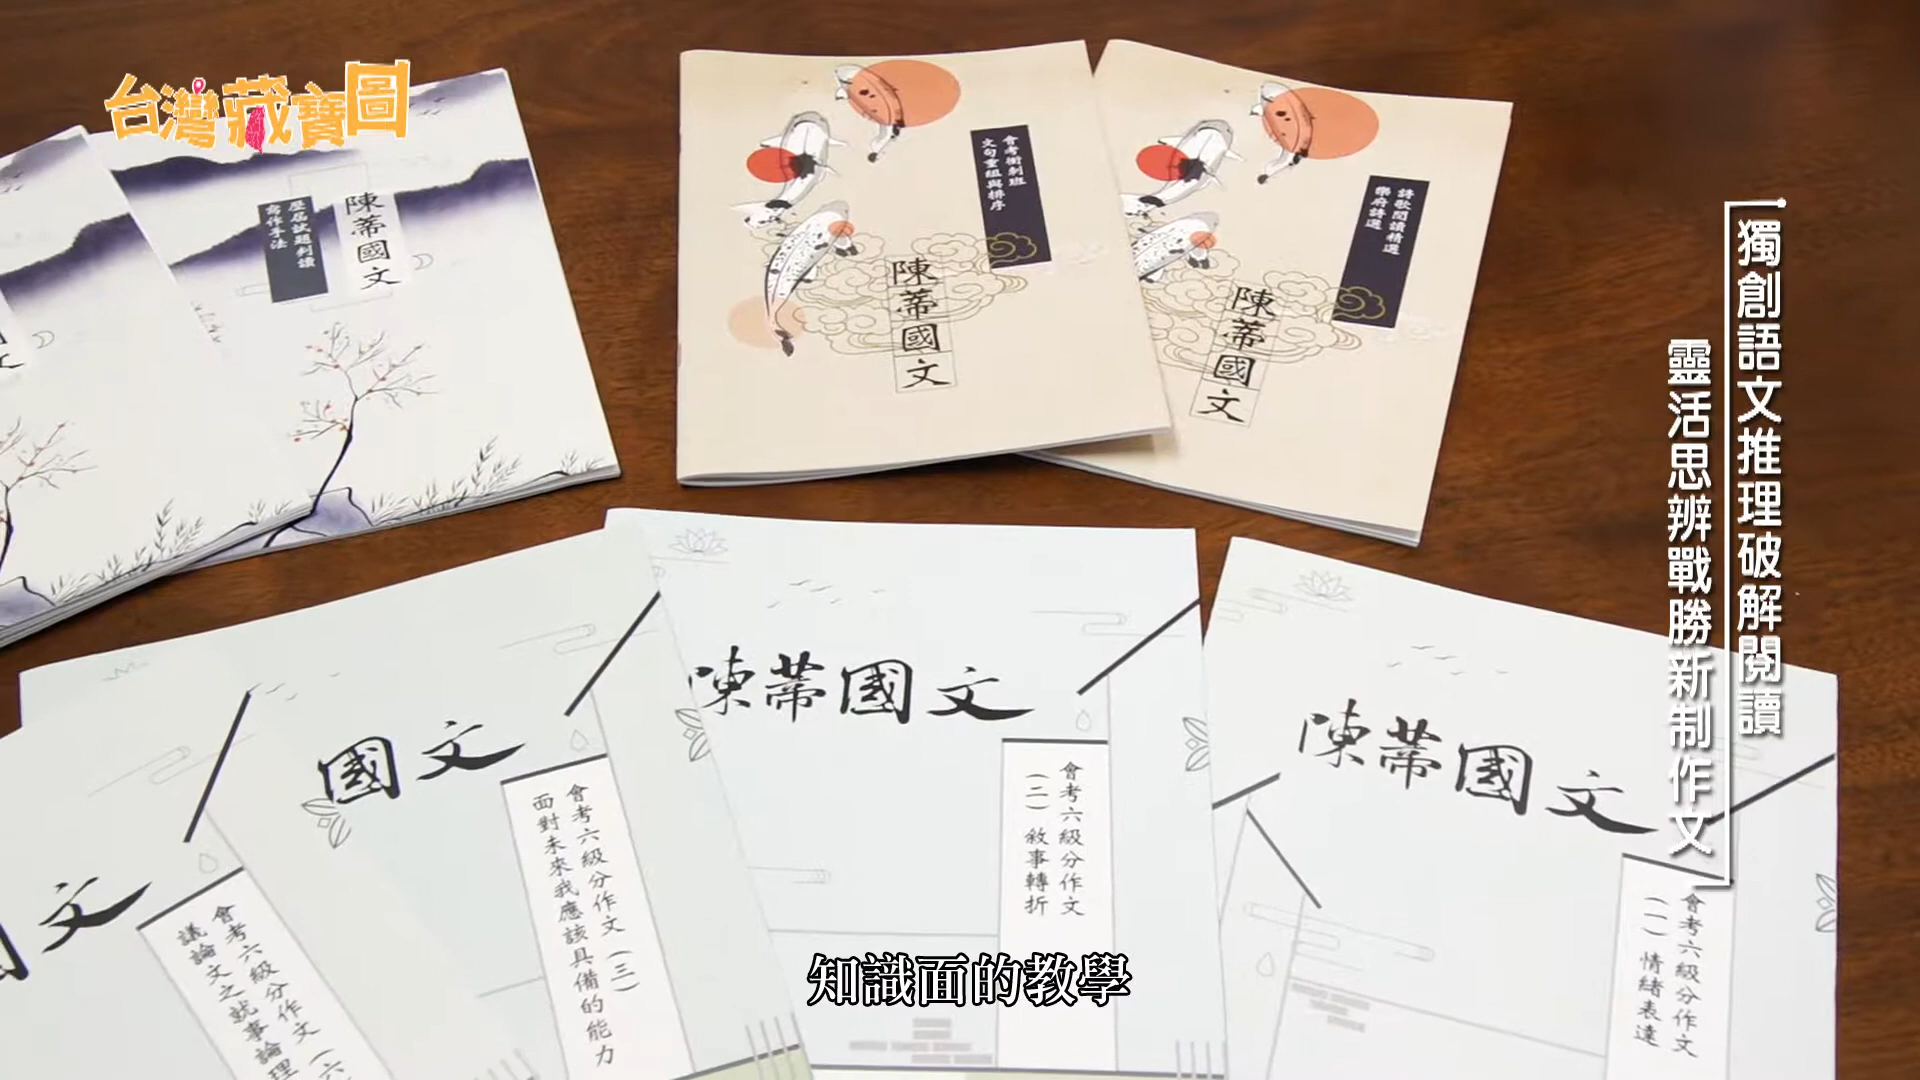 台灣藏寶圖
陳蒂國文
歷屆試題判讀
寫作手法
陳蒂國文
會考衝刺班
文句重組與排序
陳蒂國文
詩歌閱讀精選
樂府詩選
獨創語文推理破解閱讀
靈活思辨戰勝新制作文
文
會考六級分作文（六
議論文之就事論理
國文
會考六級分作文（三）
面對未來我應該具備的能力
陳蒂國文
會考六級分作文
（二）敘事轉折
陳蒂國文
會考六級分作文
（一）情緒表達
知識面的教學